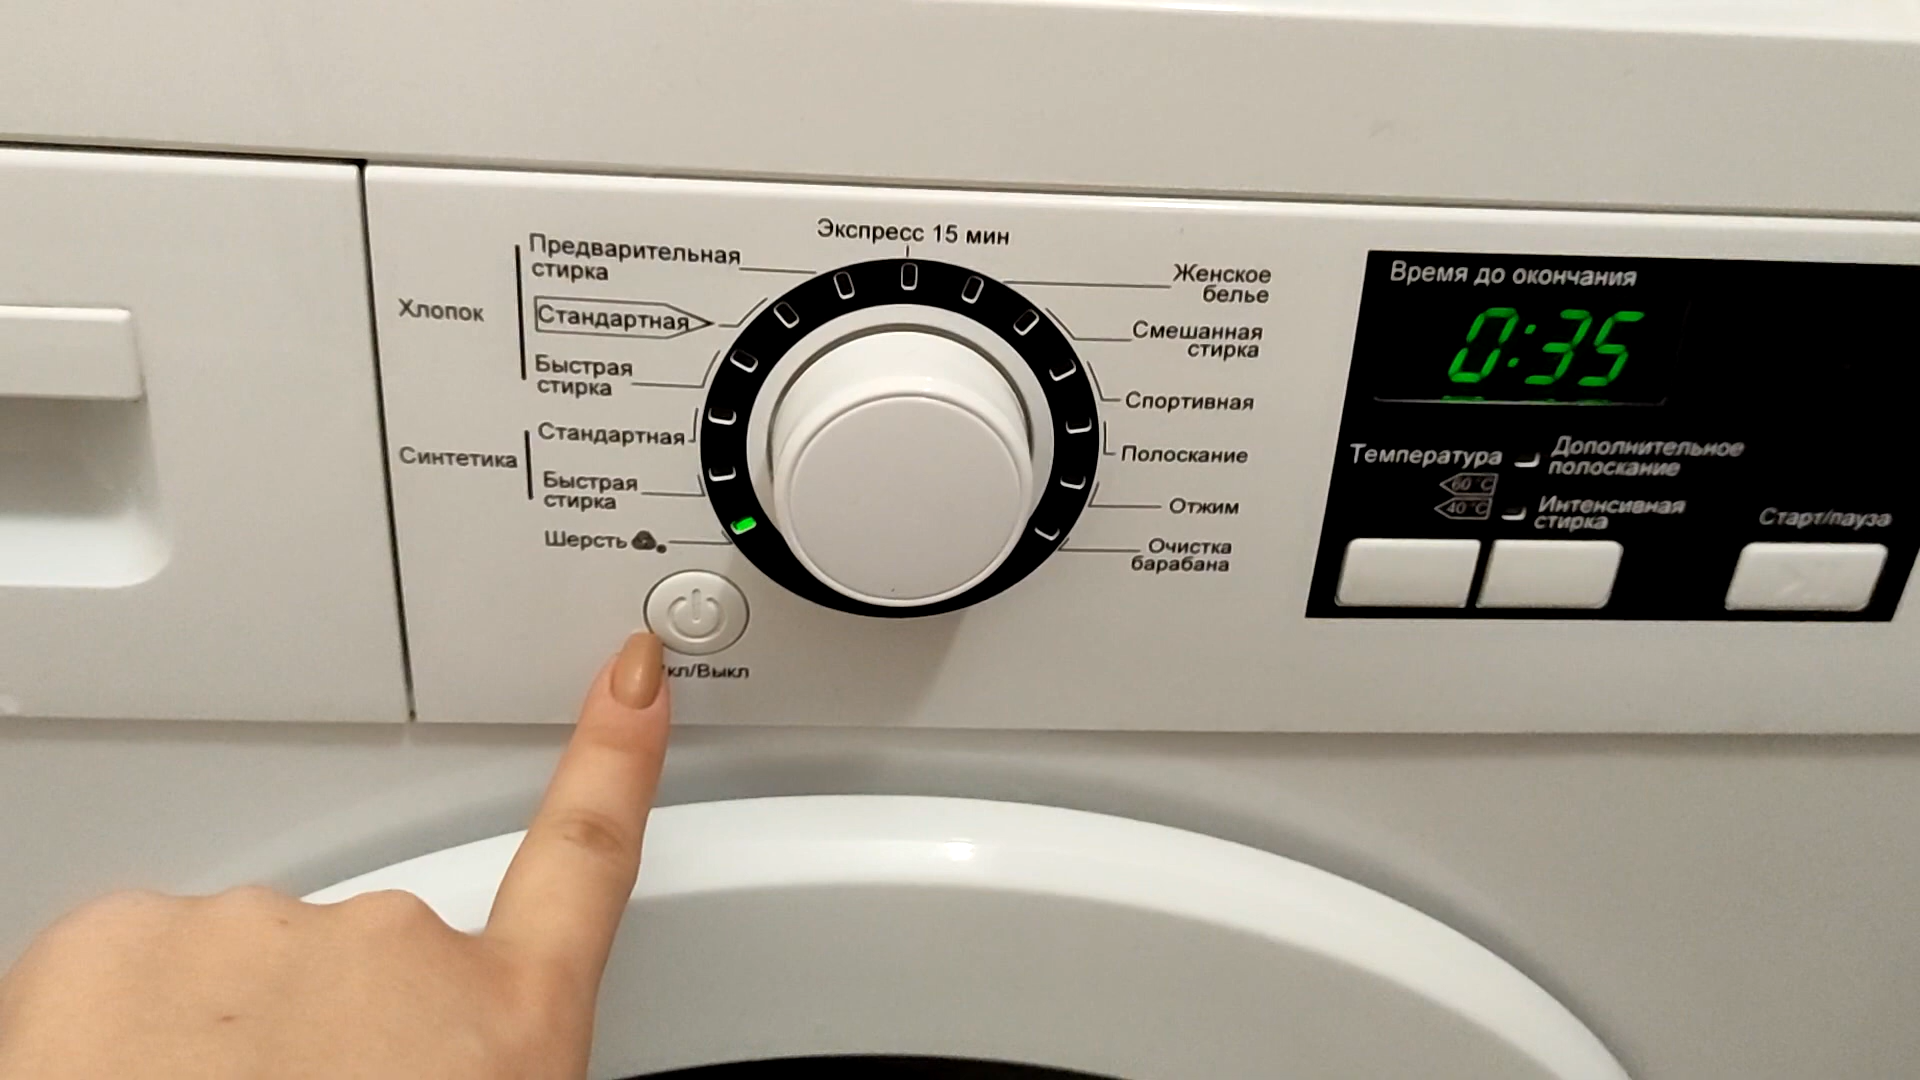 Экспресс 15 мин
Предварительная
стирка
Хлопок
Стандартная
Быстрая
стирка
Синтетика
Стандартная
Быстрая
стирка
Шерсть
кл/Выкл
Женское
белье
Смешанная
стирка
Спортивная
Полоскание
Отжим
Очистка
барабана
Время до окончания
0:35
Температура
60°C
40°C
Дополнительное
полоскание
Интенсивная
стирка
Старт/пауза